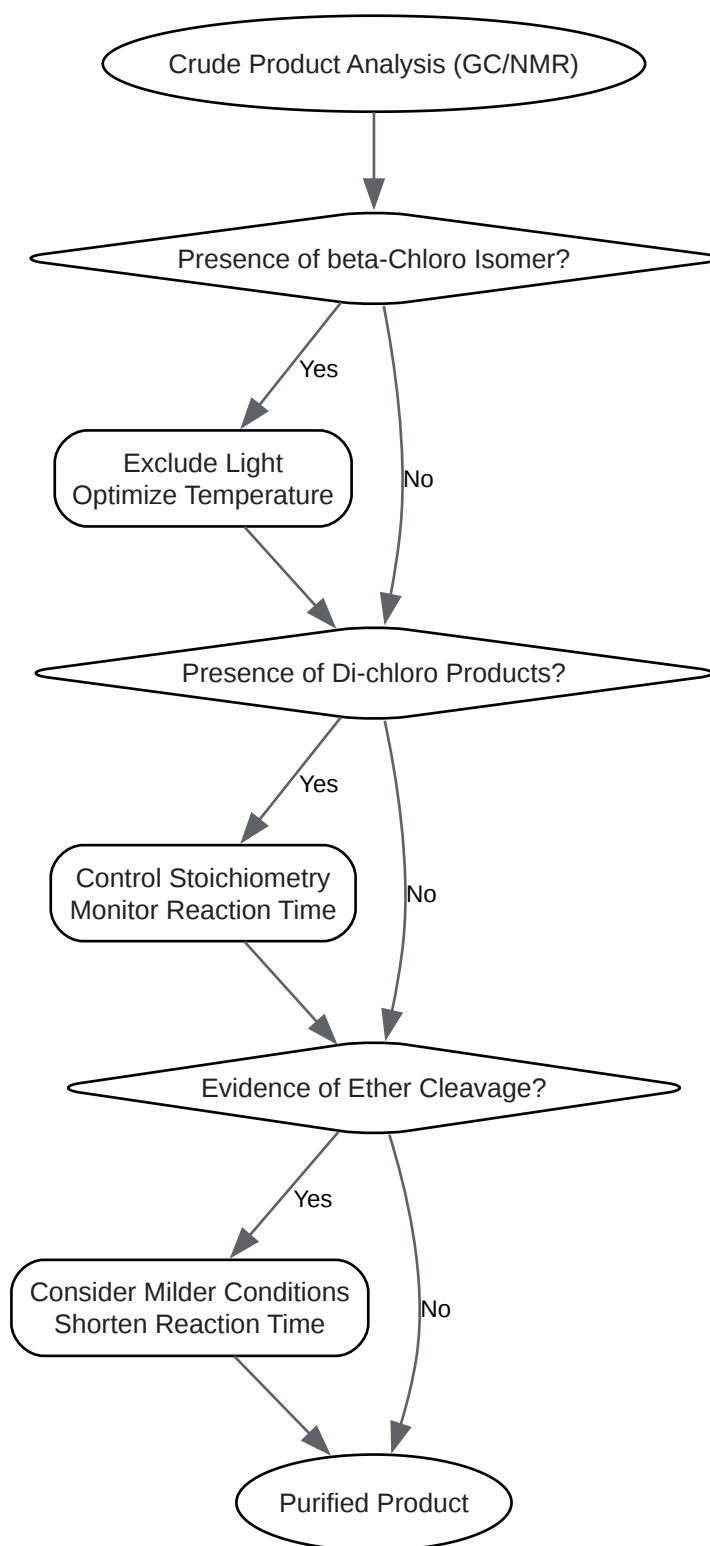 Crude Product Analysis (GC/NMR)
Presence of beta-Chloro Isomer?
Yes
Exclude Light
Optimize Temperature
No
Presence of Di-chloro Products?
Yes
Control Stoichiometry
Monitor Reaction Time
No
Evidence of Ether Cleavage?
Yes
Consider Milder Conditions
Shorten Reaction Time
No
Purified Product